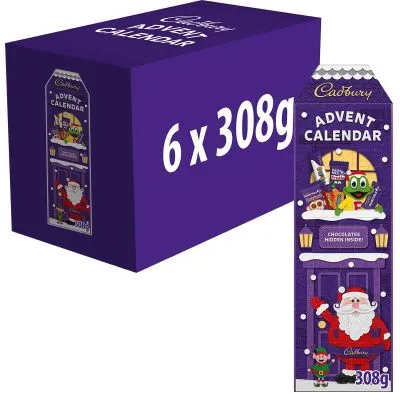 Cadbury
ADVENT
CALENDAR
308g
6 x 308g
Cadbury
ADVENT
CALENDAR
CHOCOLATES
HIDDEN INSIDE!
Cadbury
308g